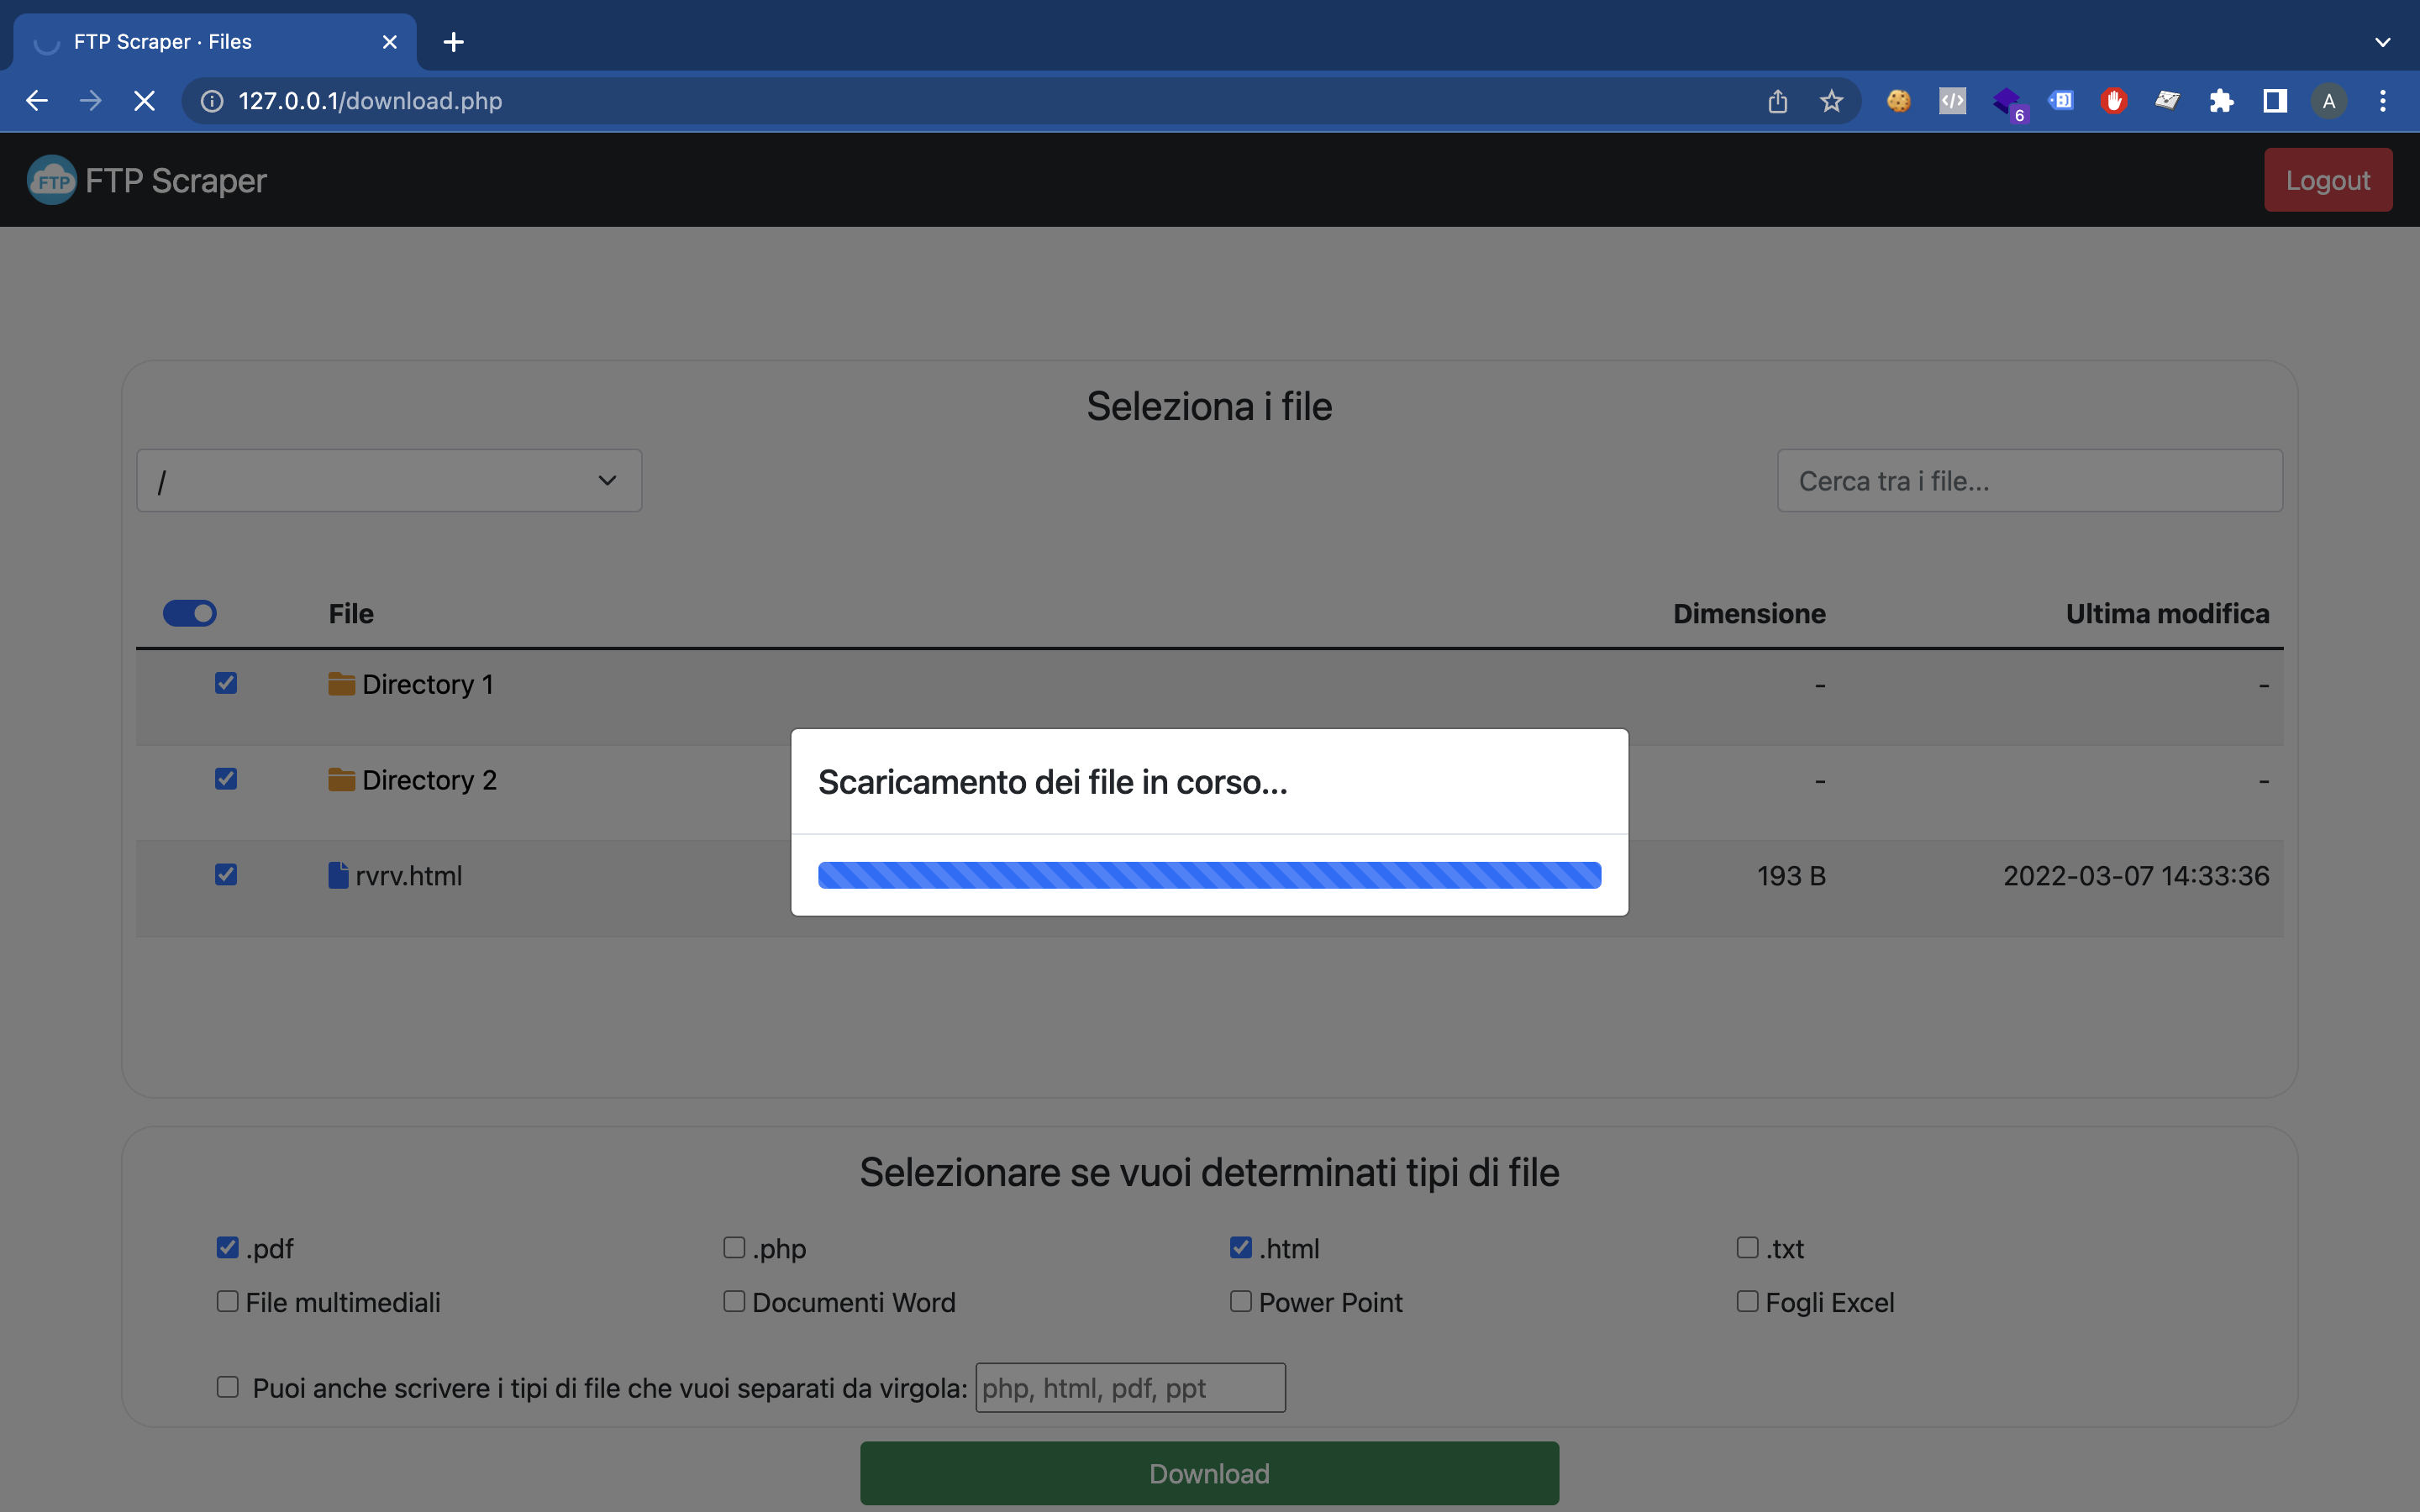 FTP Scraper · Files
127.0.0.1/download.php
6
A
FTP
FTP Scraper
Logout
Seleziona i file
/
Cerca tra i file...
File Dimensione Ultima modifica
Directory 1 - -
Directory 2 - -
Scaricamento dei file in corso...
rvrv.html 193 B 2022-03-07 14:33:36
Selezionare se vuoi determinati tipi di file
.pdf .php .html .txt
File multimediali Documenti Word Power Point Fogli Excel
Puoi anche scrivere i tipi di file che vuoi separati da virgola: php, html, pdf, ppt
Download